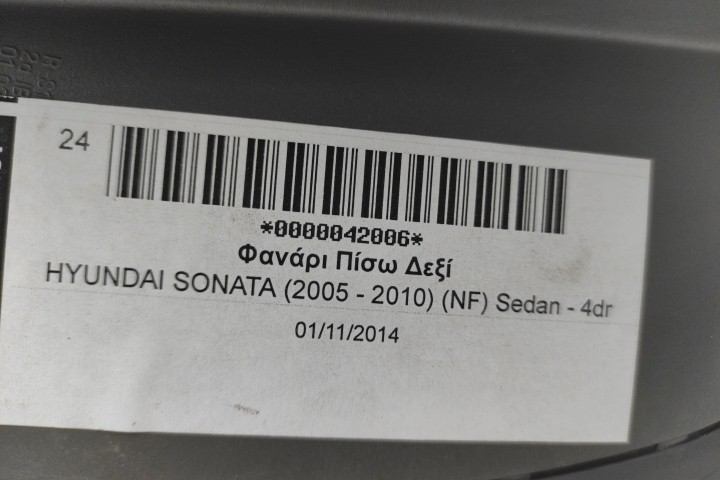 24
*0000042006*
Φανάρι Πίσω Δεξί
HYUNDAI SONATA (2005 - 2010) (NF) Sedan - 4dr
01/11/2014